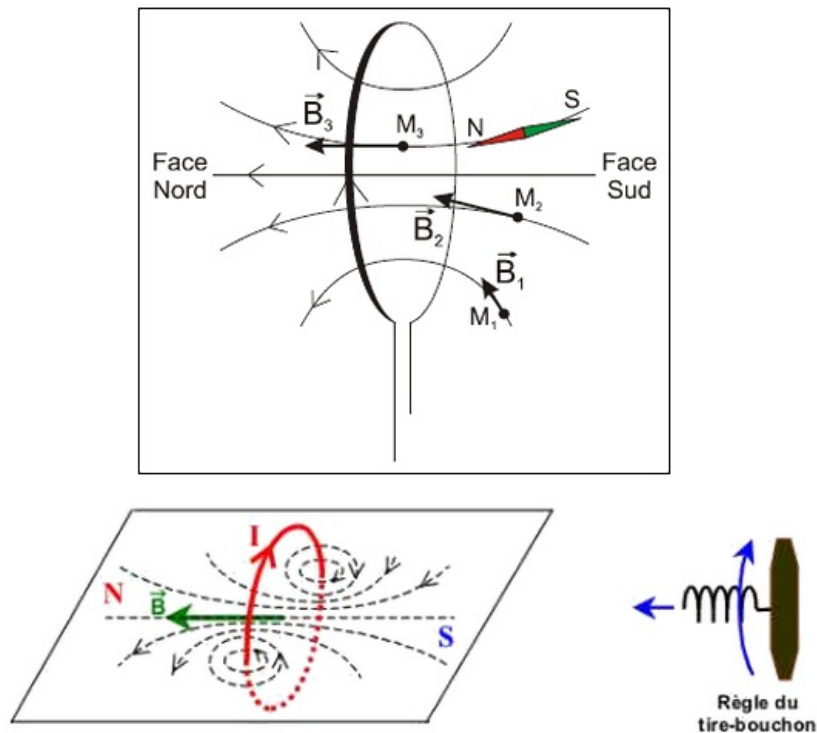 N
S
B⃗₃
M₃
Face
Nord
Face
Sud
M₂
B⃗₂
B⃗₁
M₁
I
N
B⃗
S
Règle du
tire-bouchon